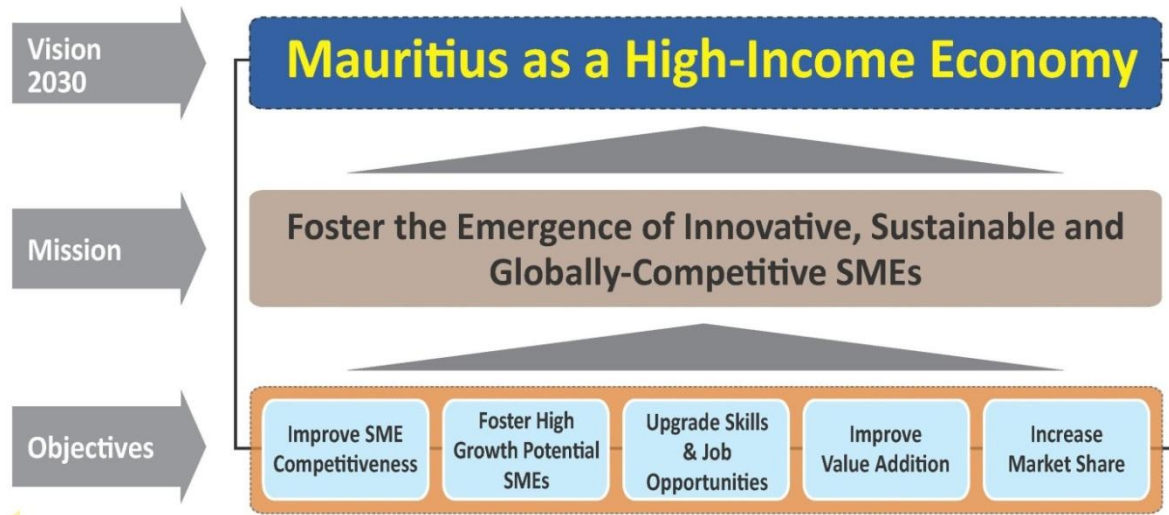 Vision
2030
Mauritius as a High-Income Economy
Mission
Foster the Emergence of Innovative, Sustainable and
Globally-Competitive SMEs
Objectives
Improve SME
Competitiveness
Foster High
Growth Potential
SMEs
Upgrade Skills
& Job
Opportunities
Improve
Value Addition
Increase
Market Share